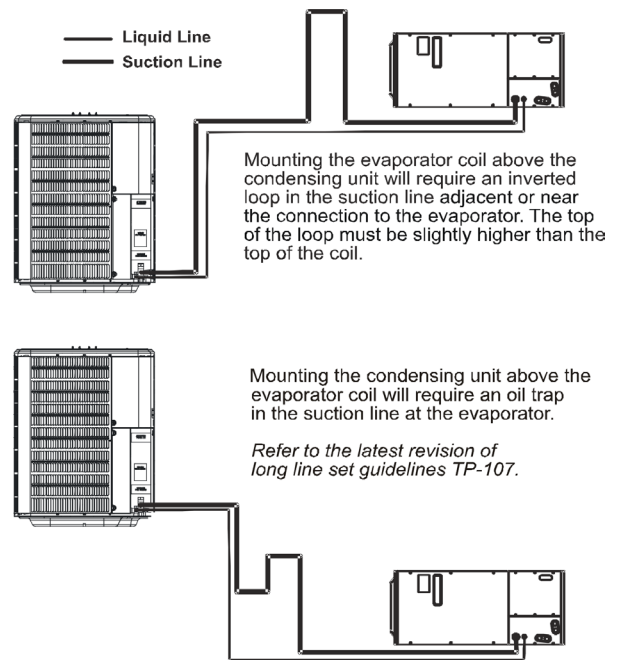 Liquid Line
Suction Line
Mounting the evaporator coil above the
condensing unit will require an inverted
loop in the suction line adjacent or near
the connection to the evaporator. The top
of the loop must be slightly higher than the
top of the coil.
Mounting the condensing unit above the
evaporator coil will require an oil trap
in the suction line at the evaporator.
Refer to the latest revision of
long line set guidelines TP-107.